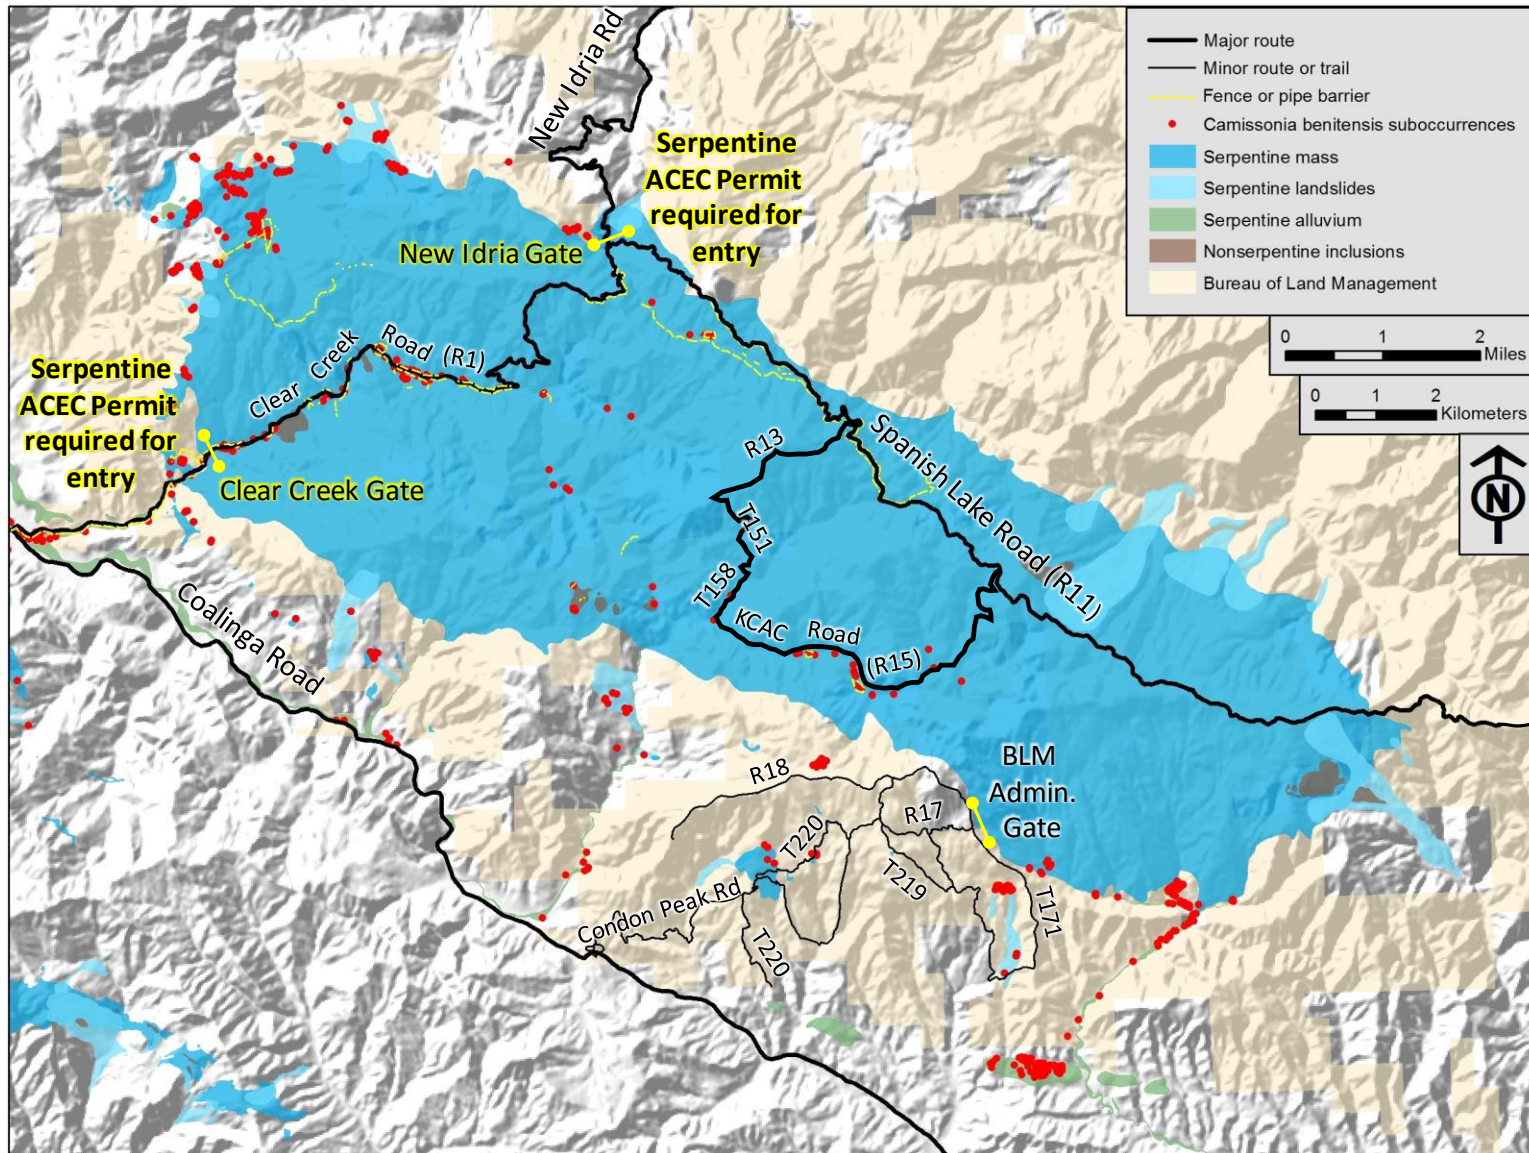 New Idria Rd
Serpentine
ACEC Permit
required for
entry
New Idria Gate
Major route
Minor route or trail
Fence or pipe barrier
Camissonia benitensis suboccurrences
Serpentine mass
Serpentine landslides
Serpentine alluvium
Nonserpentine inclusions
Bureau of Land Management
0 1 2
Miles
0 1 2
Kilometers
N
Serpentine
ACEC Permit
required for
entry
Clear Creek Road (R1)
Clear Creek Gate
R13
Spanish Lake Road (R11)
T151
T158
KCAC Road (R15)
Coalinga Road
BLM
Admin.
Gate
R18
R17
T220
T219
T171
Condon Peak Rd
T220